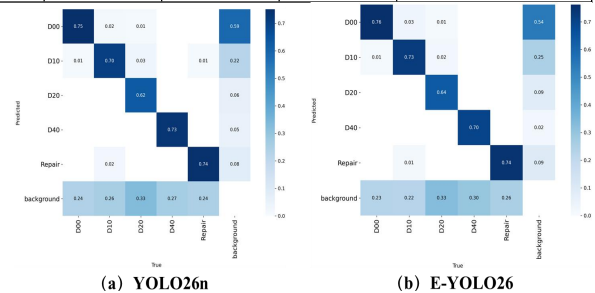 D00 0.75 0.02 0.01 0.59
D10 0.01 0.70 0.03 0.01 0.22
D20 0.62 0.06
D40 0.73 0.05
Repair 0.02 0.74 0.08
background 0.24 0.26 0.33 0.27 0.24
Predicted
D00 D10 D20 D40 Repair background
True
0.7
0.6
0.5
0.4
0.3
0.2
0.1
0.0
(a) YOLO26n
D00 0.76 0.03 0.01 0.54
D10 0.01 0.73 0.02 0.25
D20 0.64 0.09
D40 0.70 0.02
Repair 0.01 0.74 0.09
background 0.23 0.22 0.33 0.30 0.26
Predicted
D00 D10 D20 D40 Repair background
True
0.7
0.6
0.5
0.4
0.3
0.2
0.1
0.0
(b) E-YOLO26